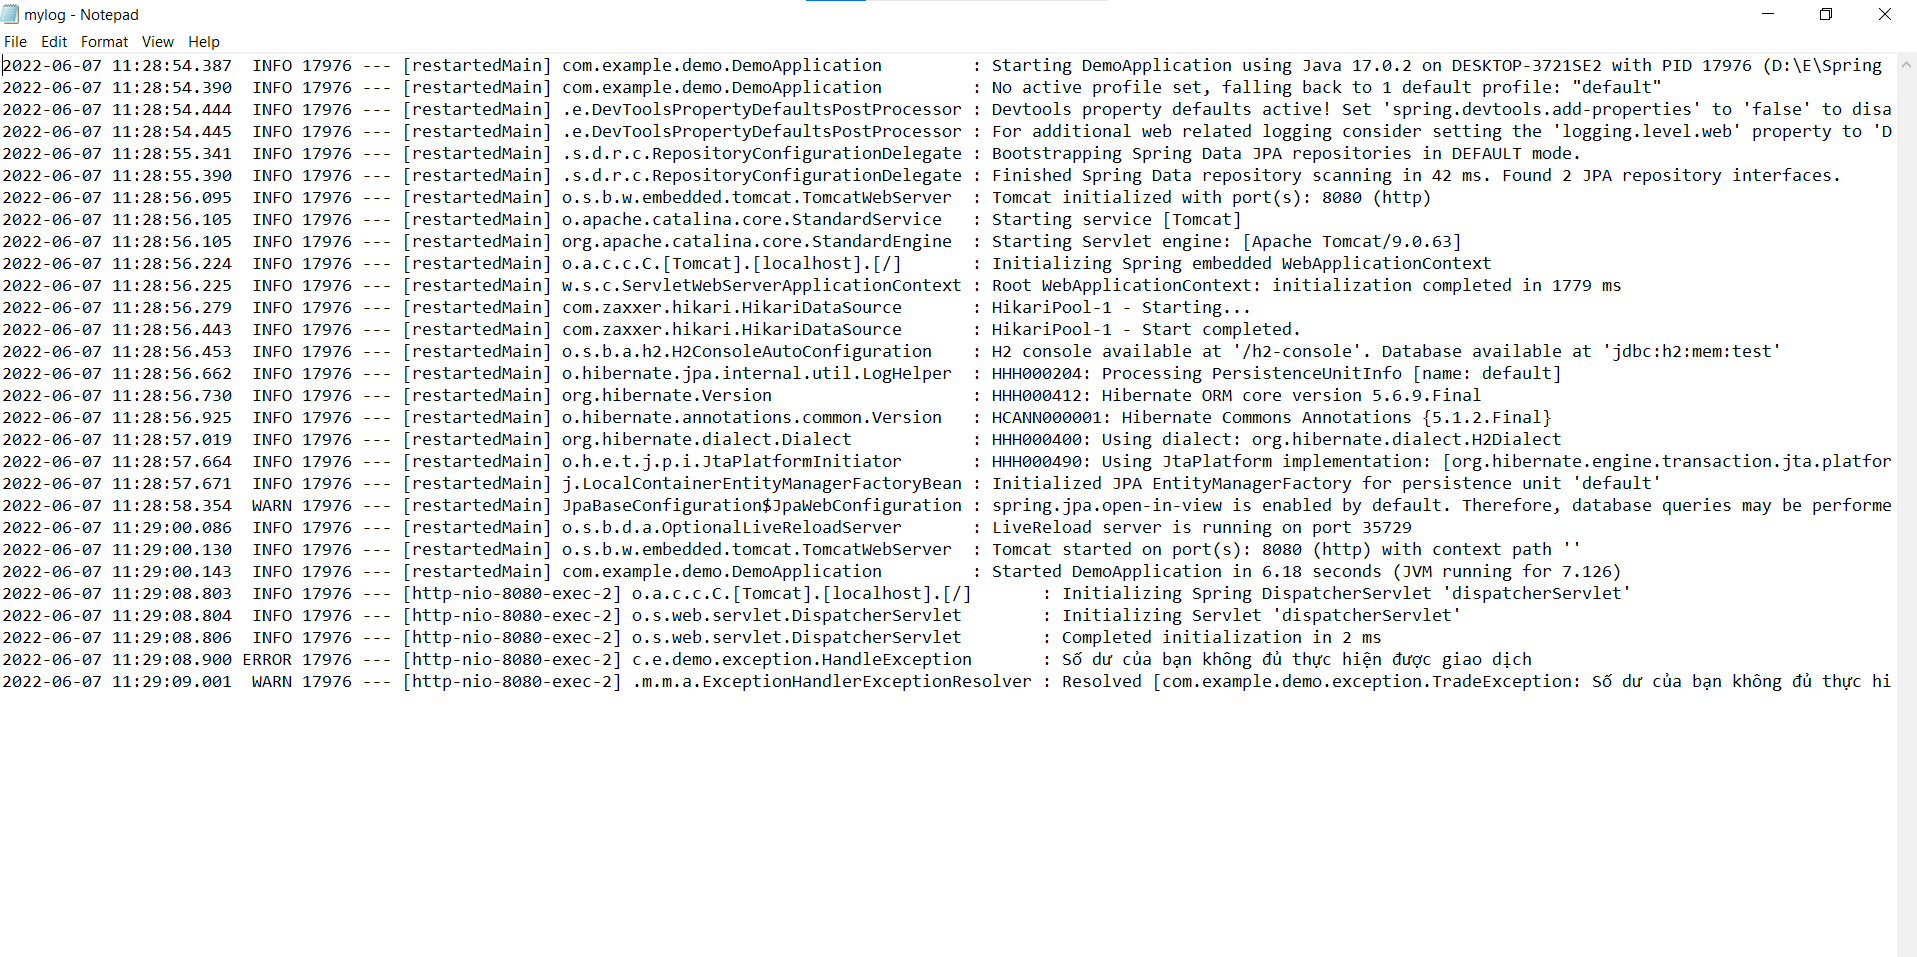 mylog - Notepad
File Edit Format View Help
2022-06-07 11:28:54.387  INFO 17976 --- [restartedMain] com.example.demo.DemoApplication         : Starting DemoApplication using Java 17.0.2 on DESKTOP-3721SE2 with PID 17976 (D:\E\Spring
2022-06-07 11:28:54.390  INFO 17976 --- [restartedMain] com.example.demo.DemoApplication         : No active profile set, falling back to 1 default profile: "default"
2022-06-07 11:28:54.444  INFO 17976 --- [restartedMain] .e.DevToolsPropertyDefaultsPostProcessor : Devtools property defaults active! Set 'spring.devtools.add-properties' to 'false' to disa
2022-06-07 11:28:54.445  INFO 17976 --- [restartedMain] .e.DevToolsPropertyDefaultsPostProcessor : For additional web related logging consider setting the 'logging.level.web' property to 'D
2022-06-07 11:28:55.341  INFO 17976 --- [restartedMain] .s.d.r.c.RepositoryConfigurationDelegate : Bootstrapping Spring Data JPA repositories in DEFAULT mode.
2022-06-07 11:28:55.390  INFO 17976 --- [restartedMain] .s.d.r.c.RepositoryConfigurationDelegate : Finished Spring Data repository scanning in 42 ms. Found 2 JPA repository interfaces.
2022-06-07 11:28:56.095  INFO 17976 --- [restartedMain] o.s.b.w.embedded.tomcat.TomcatWebServer  : Tomcat initialized with port(s): 8080 (http)
2022-06-07 11:28:56.105  INFO 17976 --- [restartedMain] o.apache.catalina.core.StandardService   : Starting service [Tomcat]
2022-06-07 11:28:56.105  INFO 17976 --- [restartedMain] org.apache.catalina.core.StandardEngine  : Starting Servlet engine: [Apache Tomcat/9.0.63]
2022-06-07 11:28:56.224  INFO 17976 --- [restartedMain] o.a.c.c.C.[Tomcat].[localhost].[/]       : Initializing Spring embedded WebApplicationContext
2022-06-07 11:28:56.225  INFO 17976 --- [restartedMain] w.s.c.ServletWebServerApplicationContext : Root WebApplicationContext: initialization completed in 1779 ms
2022-06-07 11:28:56.279  INFO 17976 --- [restartedMain] com.zaxxer.hikari.HikariDataSource       : HikariPool-1 - Starting...
2022-06-07 11:28:56.443  INFO 17976 --- [restartedMain] com.zaxxer.hikari.HikariDataSource       : HikariPool-1 - Start completed.
2022-06-07 11:28:56.453  INFO 17976 --- [restartedMain] o.s.b.a.h2.H2ConsoleAutoConfiguration    : H2 console available at '/h2-console'. Database available at 'jdbc:h2:mem:test'
2022-06-07 11:28:56.662  INFO 17976 --- [restartedMain] o.hibernate.jpa.internal.util.LogHelper  : HHH000204: Processing PersistenceUnitInfo [name: default]
2022-06-07 11:28:56.730  INFO 17976 --- [restartedMain] org.hibernate.Version                    : HHH000412: Hibernate ORM core version 5.6.9.Final
2022-06-07 11:28:56.925  INFO 17976 --- [restartedMain] o.hibernate.annotations.common.Version   : HCANN000001: Hibernate Commons Annotations {5.1.2.Final}
2022-06-07 11:28:57.019  INFO 17976 --- [restartedMain] org.hibernate.dialect.Dialect            : HHH000400: Using dialect: org.hibernate.dialect.H2Dialect
2022-06-07 11:28:57.664  INFO 17976 --- [restartedMain] o.h.e.t.j.p.i.JtaPlatformInitiator       : HHH000490: Using JtaPlatform implementation: [org.hibernate.engine.transaction.jta.platfor
2022-06-07 11:28:57.671  INFO 17976 --- [restartedMain] j.LocalContainerEntityManagerFactoryBean : Initialized JPA EntityManagerFactory for persistence unit 'default'
2022-06-07 11:28:58.354  WARN 17976 --- [restartedMain] JpaBaseConfiguration$JpaWebConfiguration : spring.jpa.open-in-view is enabled by default. Therefore, database queries may be performe
2022-06-07 11:29:00.086  INFO 17976 --- [restartedMain] o.s.b.d.a.OptionalLiveReloadServer       : LiveReload server is running on port 35729
2022-06-07 11:29:00.130  INFO 17976 --- [restartedMain] o.s.b.w.embedded.tomcat.TomcatWebServer  : Tomcat started on port(s): 8080 (http) with context path ''
2022-06-07 11:29:00.143  INFO 17976 --- [restartedMain] com.example.demo.DemoApplication         : Started DemoApplication in 6.18 seconds (JVM running for 7.126)
2022-06-07 11:29:08.803  INFO 17976 --- [http-nio-8080-exec-2] o.a.c.c.C.[Tomcat].[localhost].[/]       : Initializing Spring DispatcherServlet 'dispatcherServlet'
2022-06-07 11:29:08.804  INFO 17976 --- [http-nio-8080-exec-2] o.s.web.servlet.DispatcherServlet        : Initializing Servlet 'dispatcherServlet'
2022-06-07 11:29:08.806  INFO 17976 --- [http-nio-8080-exec-2] o.s.web.servlet.DispatcherServlet        : Completed initialization in 2 ms
2022-06-07 11:29:08.900 ERROR 17976 --- [http-nio-8080-exec-2] c.e.demo.exception.HandleException       : Số dư của bạn không đủ thực hiện được giao dịch
2022-06-07 11:29:09.001  WARN 17976 --- [http-nio-8080-exec-2] .m.m.a.ExceptionHandlerExceptionResolver : Resolved [com.example.demo.exception.TradeException: Số dư của bạn không đủ thực hi